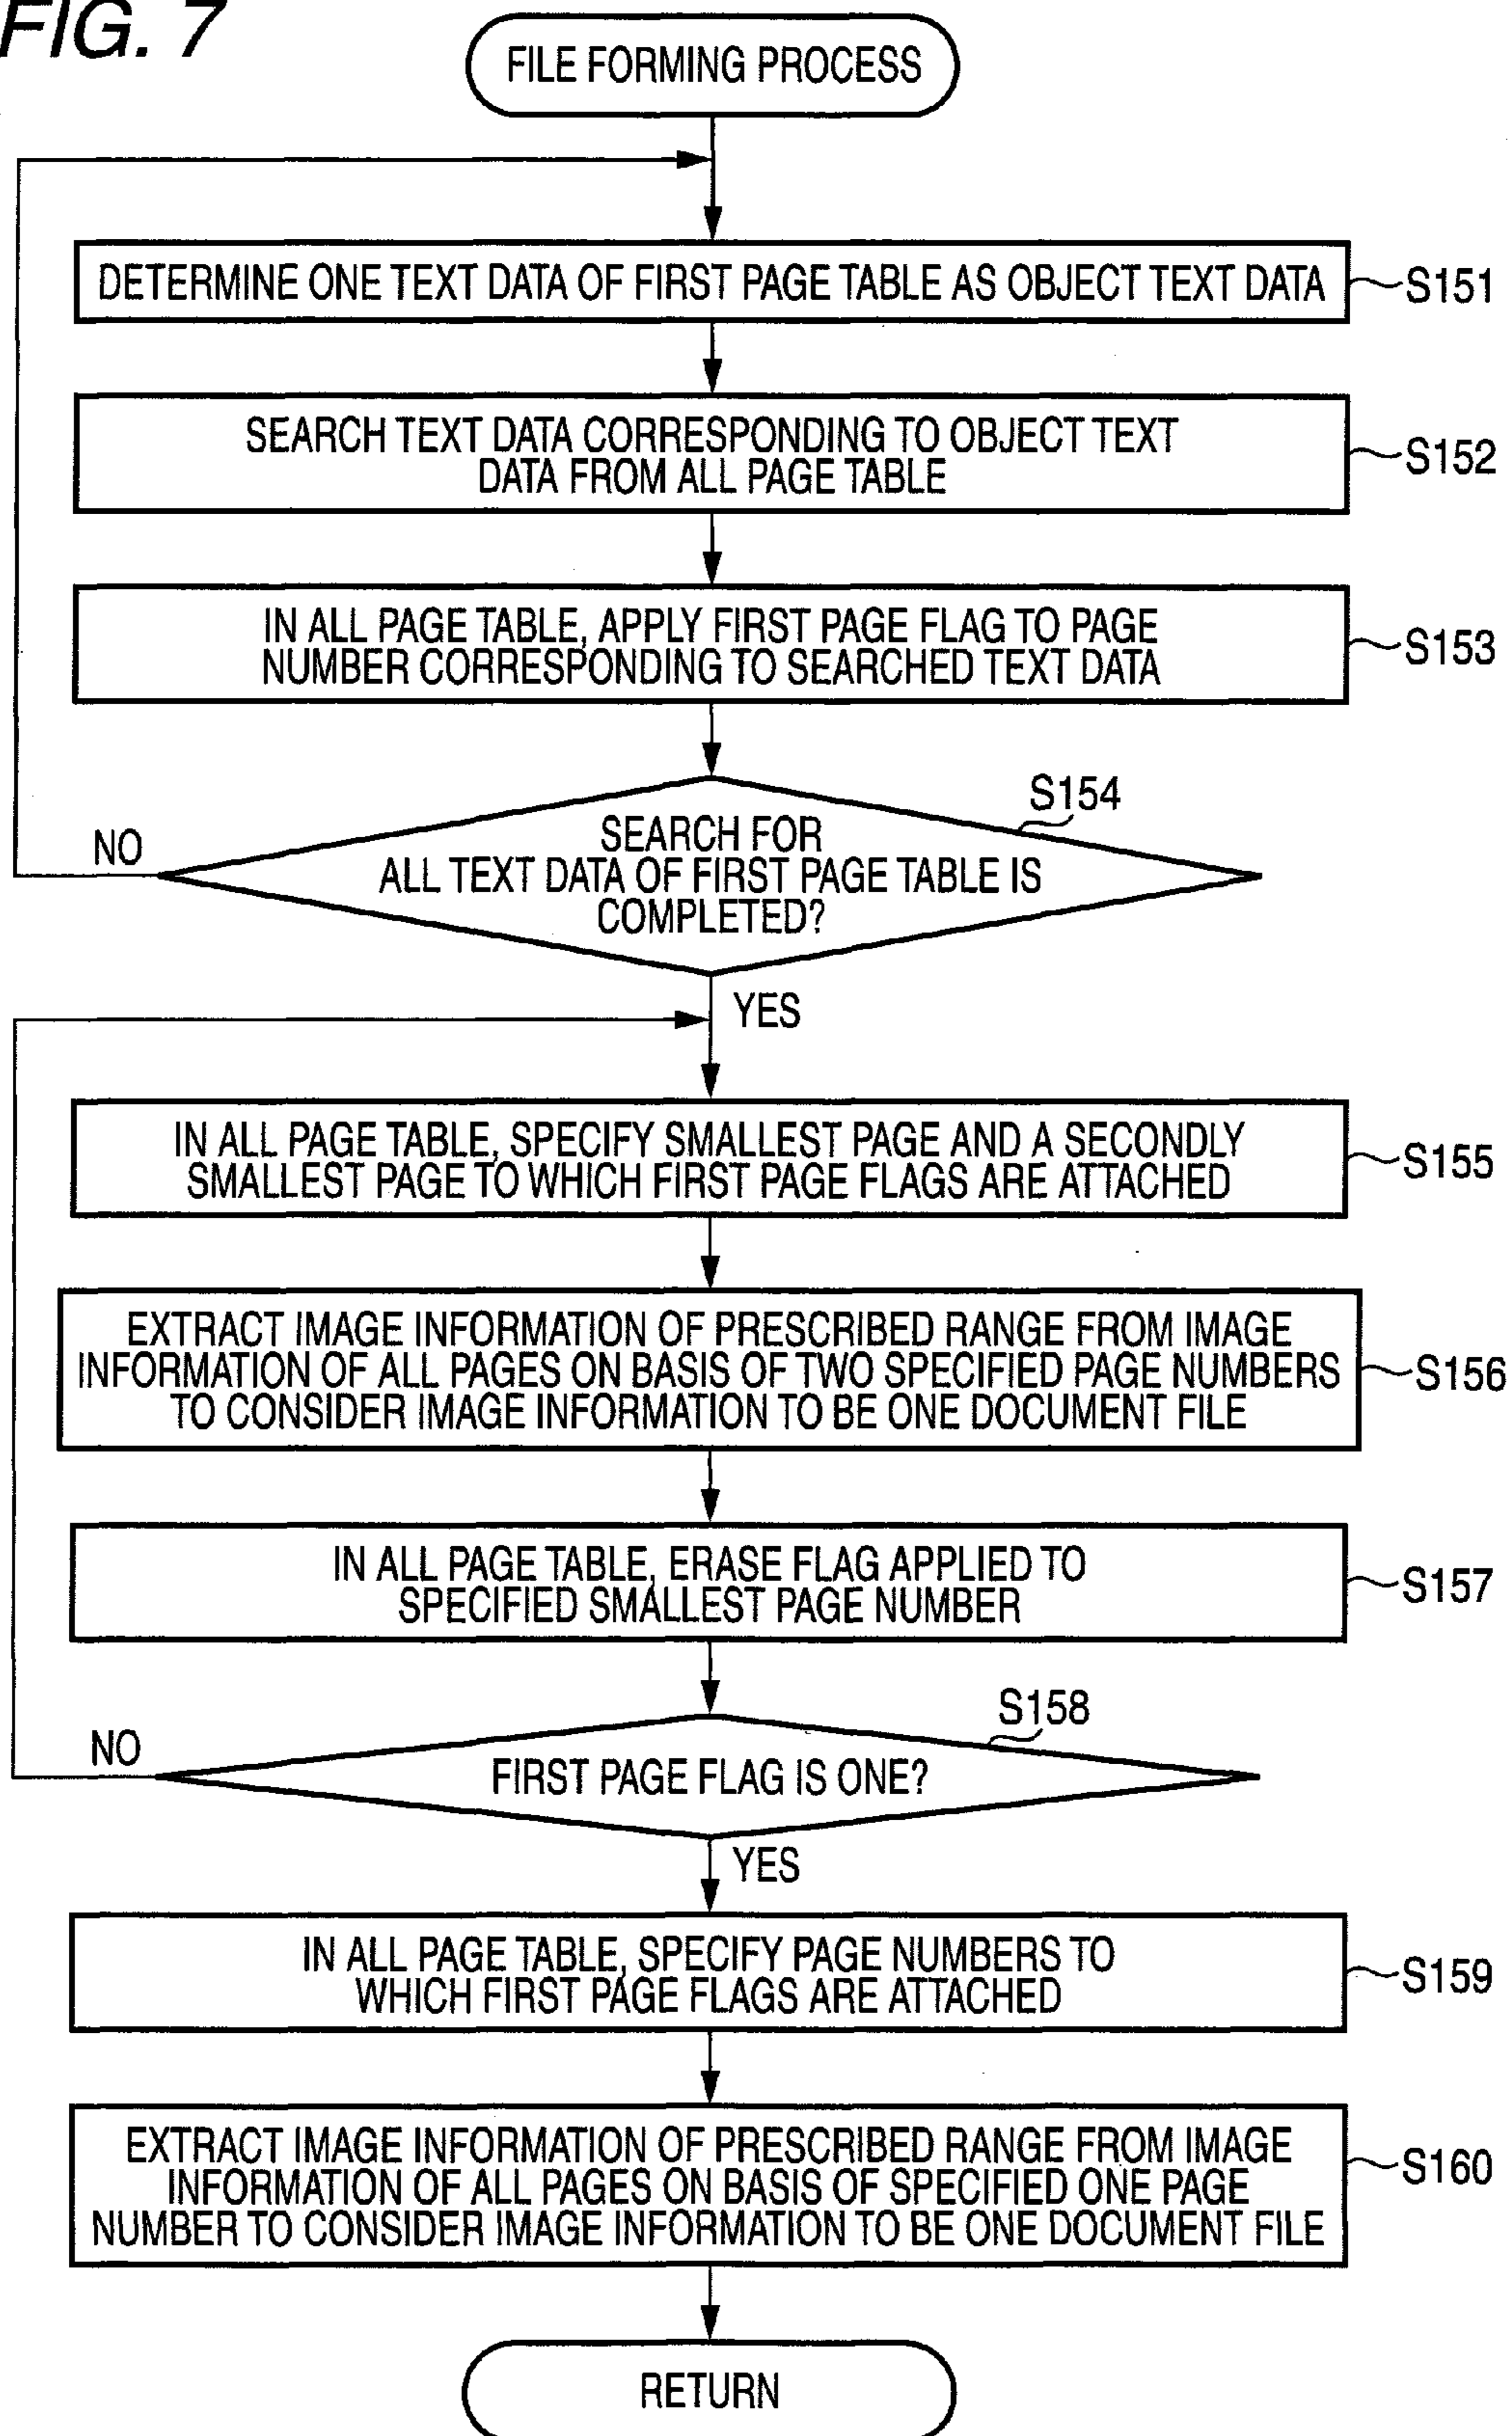 FIG. 7
FILE FORMING PROCESS
DETERMINE ONE TEXT DATA OF FIRST PAGE TABLE AS OBJECT TEXT DATA
S151
SEARCH TEXT DATA CORRESPONDING TO OBJECT TEXT
DATA FROM ALL PAGE TABLE
S152
IN ALL PAGE TABLE, APPLY FIRST PAGE FLAG TO PAGE
NUMBER CORRESPONDING TO SEARCHED TEXT DATA
S153
S154
SEARCH FOR
ALL TEXT DATA OF FIRST PAGE TABLE IS
COMPLETED?
NO
YES
IN ALL PAGE TABLE, SPECIFY SMALLEST PAGE AND A SECONDLY
SMALLEST PAGE TO WHICH FIRST PAGE FLAGS ARE ATTACHED
S155
EXTRACT IMAGE INFORMATION OF PRESCRIBED RANGE FROM IMAGE
INFORMATION OF ALL PAGES ON BASIS OF TWO SPECIFIED PAGE NUMBERS
TO CONSIDER IMAGE INFORMATION TO BE ONE DOCUMENT FILE
S156
IN ALL PAGE TABLE, ERASE FLAG APPLIED TO
SPECIFIED SMALLEST PAGE NUMBER
S157
S158
FIRST PAGE FLAG IS ONE?
NO
YES
IN ALL PAGE TABLE, SPECIFY PAGE NUMBERS TO
WHICH FIRST PAGE FLAGS ARE ATTACHED
S159
EXTRACT IMAGE INFORMATION OF PRESCRIBED RANGE FROM IMAGE
INFORMATION OF ALL PAGES ON BASIS OF SPECIFIED ONE PAGE
NUMBER TO CONSIDER IMAGE INFORMATION TO BE ONE DOCUMENT FILE
S160
RETURN